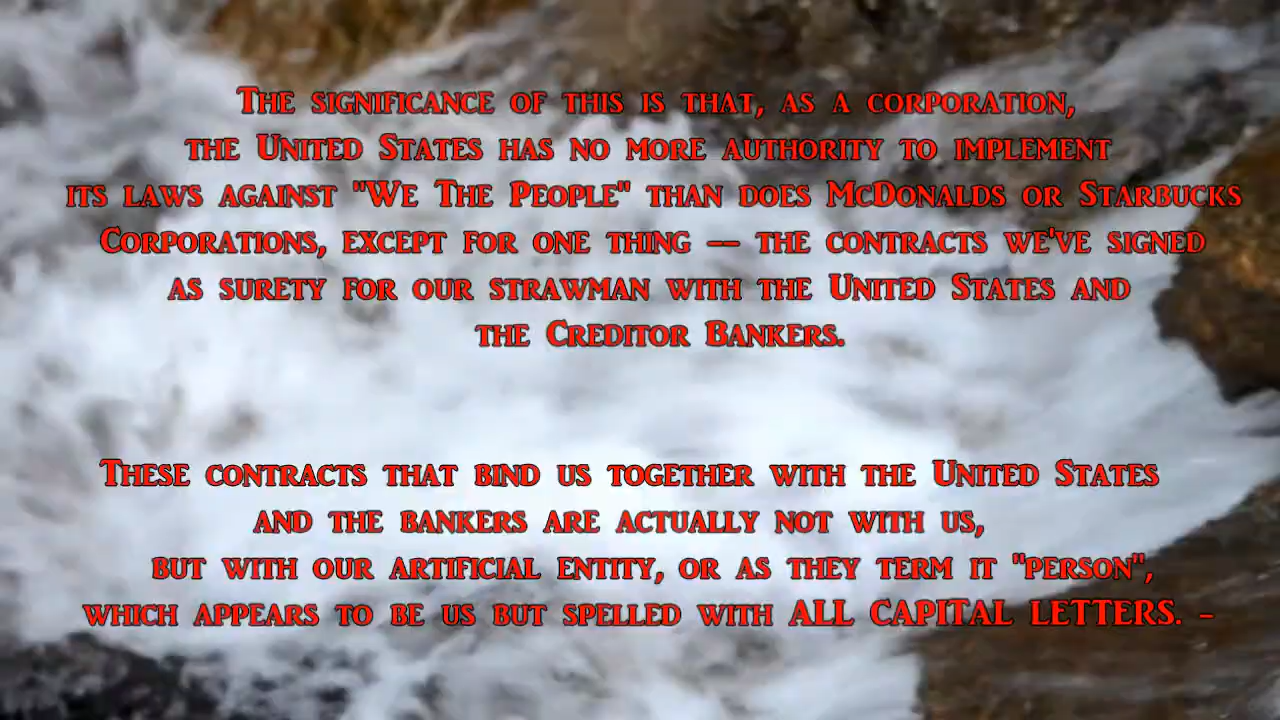 The significance of this is that, as a corporation,
the United States has no more authority to implement
its laws against "We The People" than does McDonalds or Starbucks
Corporations, except for one thing -- the contracts we've signed
as surety for our strawman with the United States and
the Creditor Bankers.
These contracts that bind us together with the United States
and the bankers are actually not with us,
but with our artificial entity, or as they term it "person",
which appears to be us but spelled with ALL CAPITAL LETTERS. -